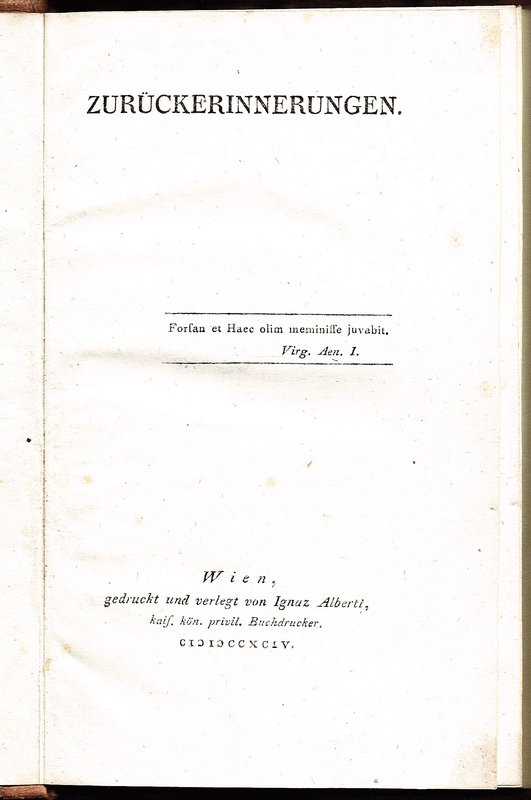 ZURÜCKERINNERUNGEN.
Forſan et Haec olim meminiſſe juvabit.
Virg. Aen. I.
Wien,
gedruckt und verlegt von Ignaz Alberti,
kaiſ. kön. privil. Buchdrucker.
CIↃIↃCCXCIV.